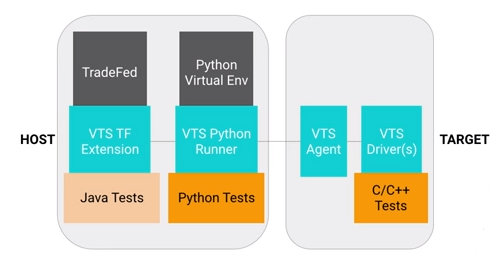 TradeFed
Python
Virtual Env
HOST
VTS TF
Extension
VTS Python
Runner
VTS
Agent
VTS
Driver(s)
TARGET
Java Tests
Python Tests
C/C++
Tests